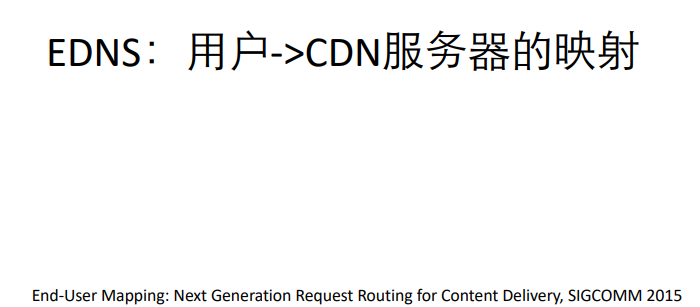 EDNS： 用户->CDN服务器的映射
End-User Mapping: Next Generation Request Routing for Content Delivery, SIGCOMM 2015